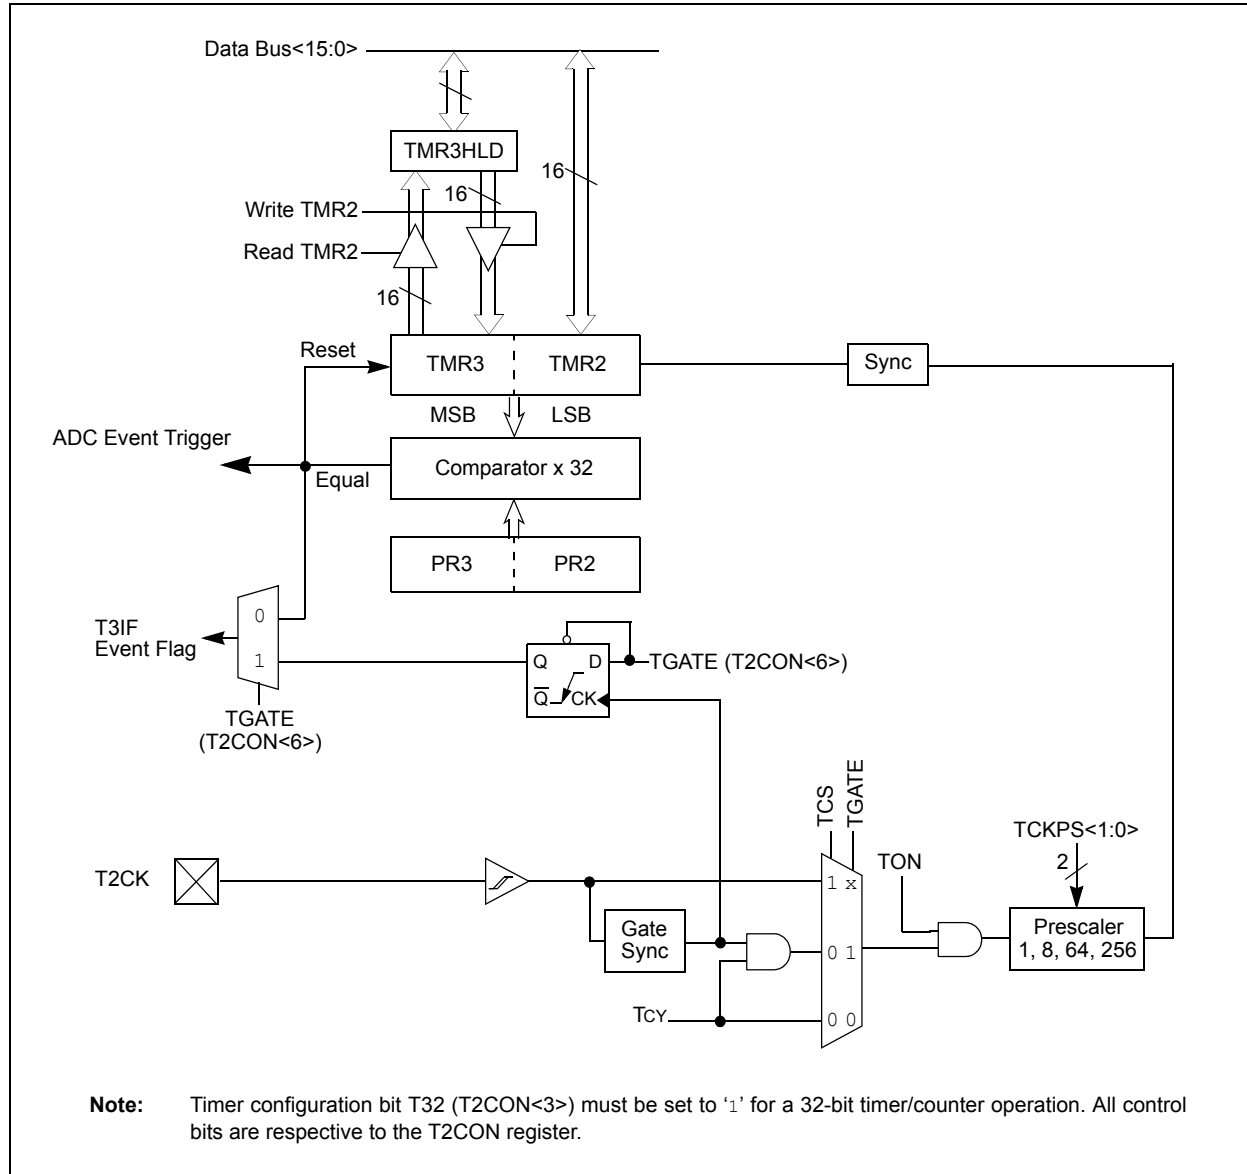 Data Bus<15:0>
TMR3HLD
16
16
Write TMR2
Read TMR2
16
Reset
TMR3
TMR2
Sync
MSB
LSB
ADC Event Trigger
Equal
Comparator x 32
PR3
PR2
0
T3IF
Event Flag
1
Q
D
TGATE (T2CON<6>)
Q
CK
TGATE
(T2CON<6>)
TCS
TGATE
TCKPS<1:0>
2
TON
T2CK
1 x
Gate
Sync
0 1
Prescaler
1, 8, 64, 256
TCY
0 0
Note: Timer configuration bit T32 (T2CON<3>) must be set to ‘1’ for a 32-bit timer/counter operation. All control
bits are respective to the T2CON register.